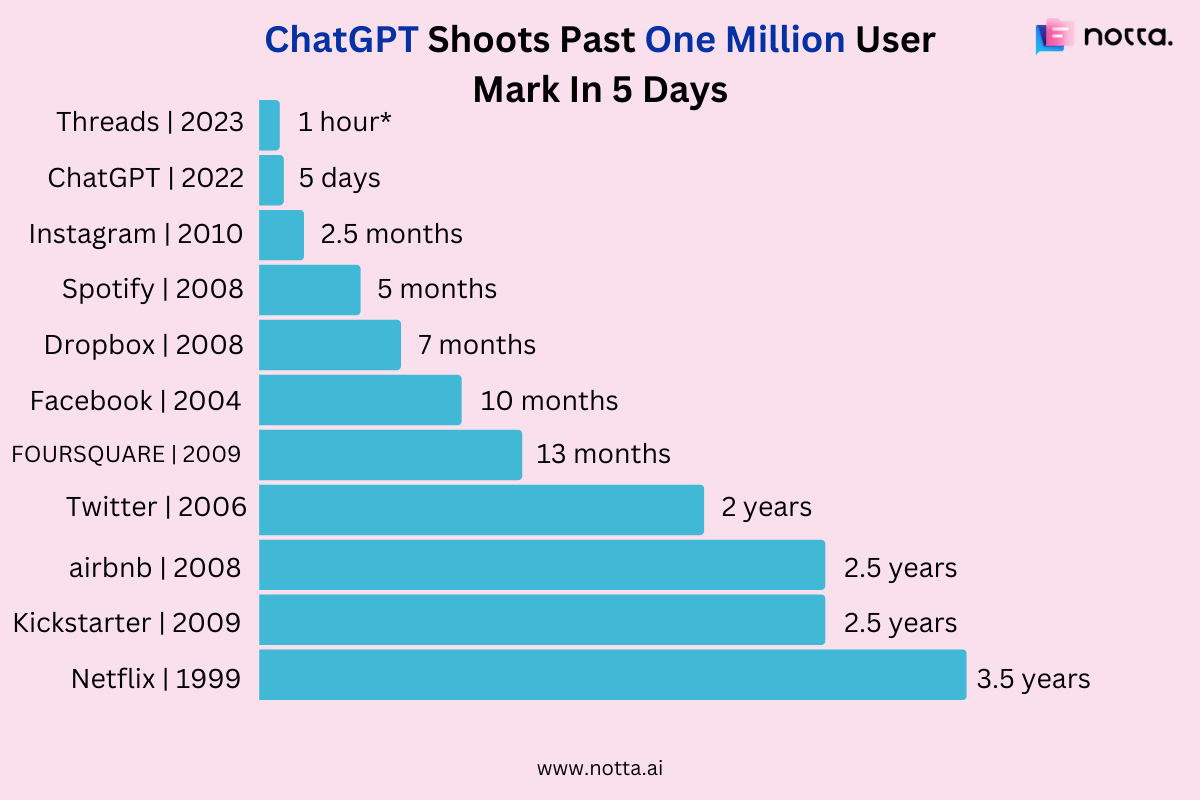 ChatGPT Shoots Past One Million User
Mark In 5 Days
notta.
Threads | 2023 1 hour*
ChatGPT | 2022 5 days
Instagram | 2010 2.5 months
Spotify | 2008 5 months
Dropbox | 2008 7 months
Facebook | 2004 10 months
FOURSQUARE | 2009 13 months
Twitter | 2006 2 years
airbnb | 2008 2.5 years
Kickstarter | 2009 2.5 years
Netflix | 1999 3.5 years
www.notta.ai